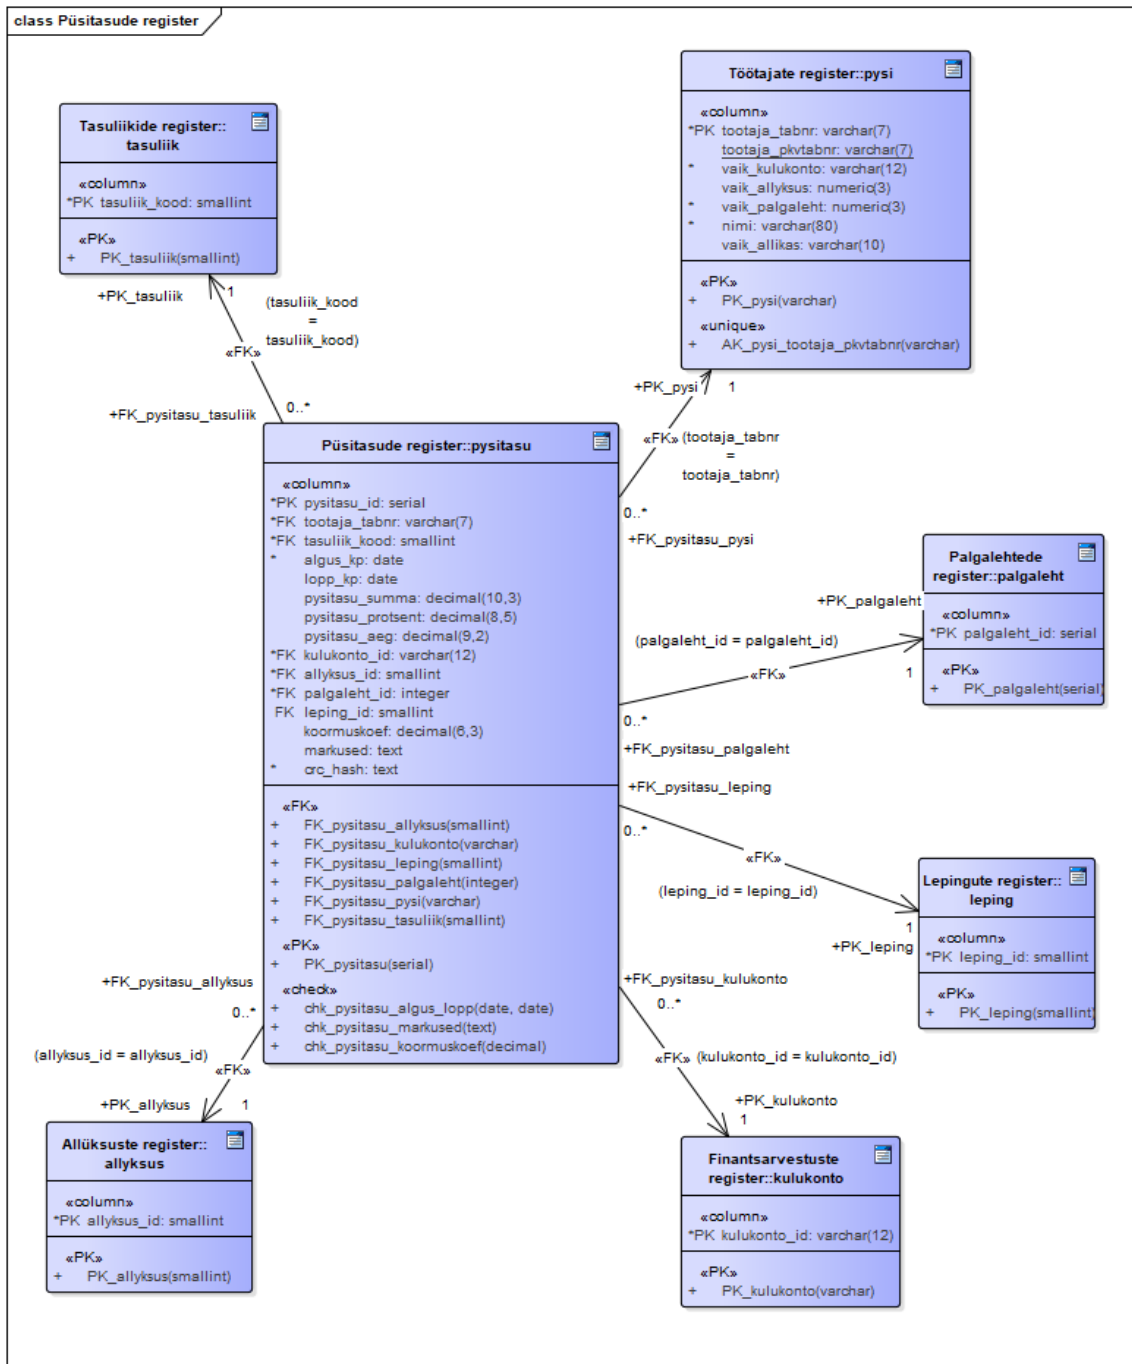 class Püsitasude register
Tasuliikide register::
tasuliik
«column»
*PK tasuliik_kood: smallint
«PK»
+ PK_tasuliik(smallint)
Töötajate register::pysi
«column»
*PK tootaja_tabnr: varchar(7)
tootaja_pkvtabnr: varchar(7)
* vaik_kulukonto: varchar(12)
vaik_allyksus: numeric(3)
* vaik_palgaleht: numeric(3)
* nimi: varchar(80)
vaik_allikas: varchar(10)
«PK»
+ PK_pysi(varchar)
«unique»
+ AK_pysi_tootaja_pkvtabnr(varchar)
+PK_tasuliik
1
(tasuliik_kood
=
tasuliik_kood)
«FK»
+FK_pysitasu_tasuliik
0..*
+PK_pysi
1
«FK»
(tootaja_tabnr
=
tootaja_tabnr)
0..*
+FK_pysitasu_pysi
Püsitasude register::pysitasu
«column»
*PK pysitasu_id: serial
*FK tootaja_tabnr: varchar(7)
*FK tasuliik_kood: smallint
* algus_kp: date
lopp_kp: date
pysitasu_summa: decimal(10,3)
pysitasu_protsent: decimal(8,5)
pysitasu_aeg: decimal(9,2)
*FK kulukonto_id: varchar(12)
*FK allyksus_id: smallint
*FK palgaleht_id: integer
FK leping_id: smallint
koormuskoef: decimal(6,3)
markused: text
* crc_hash: text
«FK»
+ FK_pysitasu_allyksus(smallint)
+ FK_pysitasu_kulukonto(varchar)
+ FK_pysitasu_leping(smallint)
+ FK_pysitasu_palgaleht(integer)
+ FK_pysitasu_pysi(varchar)
+ FK_pysitasu_tasuliik(smallint)
«PK»
+ PK_pysitasu(serial)
«check»
+ chk_pysitasu_algus_lopp(date, date)
+ chk_pysitasu_markused(text)
+ chk_pysitasu_koormuskoef(decimal)
Palgalehtede
register::palgaleht
«column»
*PK palgaleht_id: serial
«PK»
+ PK_palgaleht(serial)
+PK_palgaleht
(palgaleht_id = palgaleht_id)
«FK»
1
0..*
+FK_pysitasu_palgaleht
+FK_pysitasu_leping
0..*
«FK»
(leping_id = leping_id)
1
+PK_leping
Lepingute register::
leping
«column»
*PK leping_id: smallint
«PK»
+ PK_leping(smallint)
+FK_pysitasu_kulukonto
0..*
«FK»
(kulukonto_id = kulukonto_id)
+PK_kulukonto
1
+FK_pysitasu_allyksus
0..*
(allyksus_id = allyksus_id)
«FK»
+PK_allyksus
1
Allüksuste register::
allyksus
«column»
*PK allyksus_id: smallint
«PK»
+ PK_allyksus(smallint)
Finantsarvestuste
register::kulukonto
«column»
*PK kulukonto_id: varchar(12)
«PK»
+ PK_kulukonto(varchar)